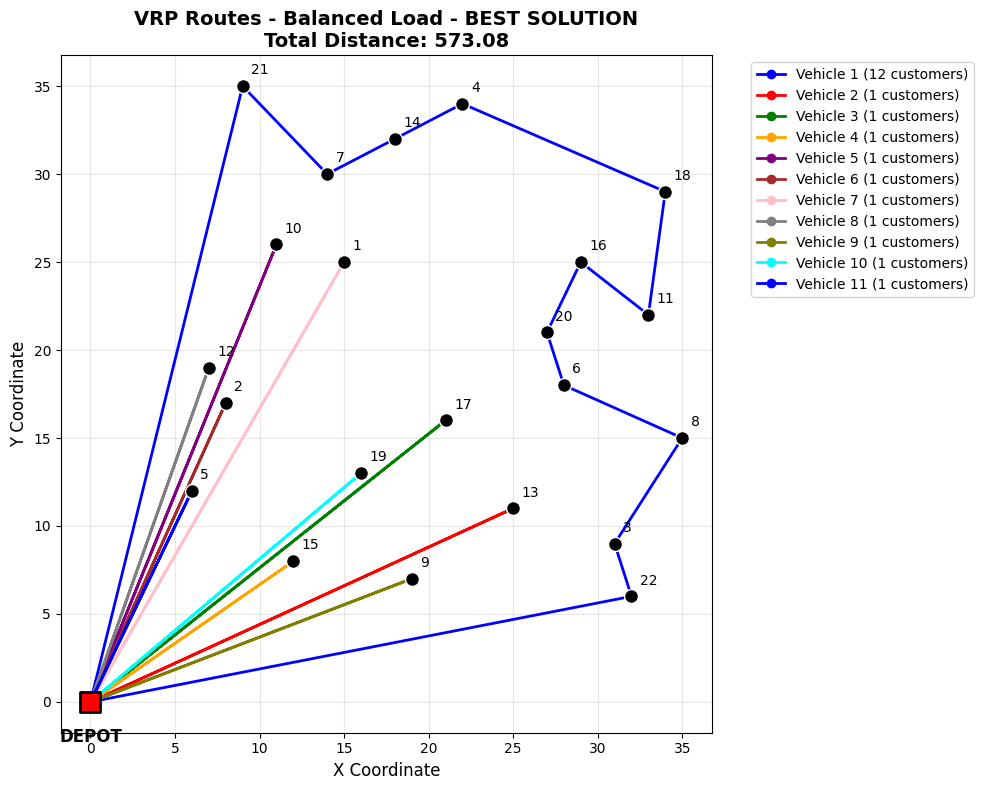 VRP Routes - Balanced Load - BEST SOLUTION
Total Distance: 573.08
Vehicle 1 (12 customers)
Vehicle 2 (1 customers)
Vehicle 3 (1 customers)
Vehicle 4 (1 customers)
Vehicle 5 (1 customers)
Vehicle 6 (1 customers)
Vehicle 7 (1 customers)
Vehicle 8 (1 customers)
Vehicle 9 (1 customers)
Vehicle 10 (1 customers)
Vehicle 11 (1 customers)
21
4
14
7
18
10
1
16
11
20
12
6
2
17
8
19
5
13
3
15
9
22
DEPOT
Y Coordinate
35
30
25
20
15
10
5
0
0
5
10
15
20
25
30
35
X Coordinate